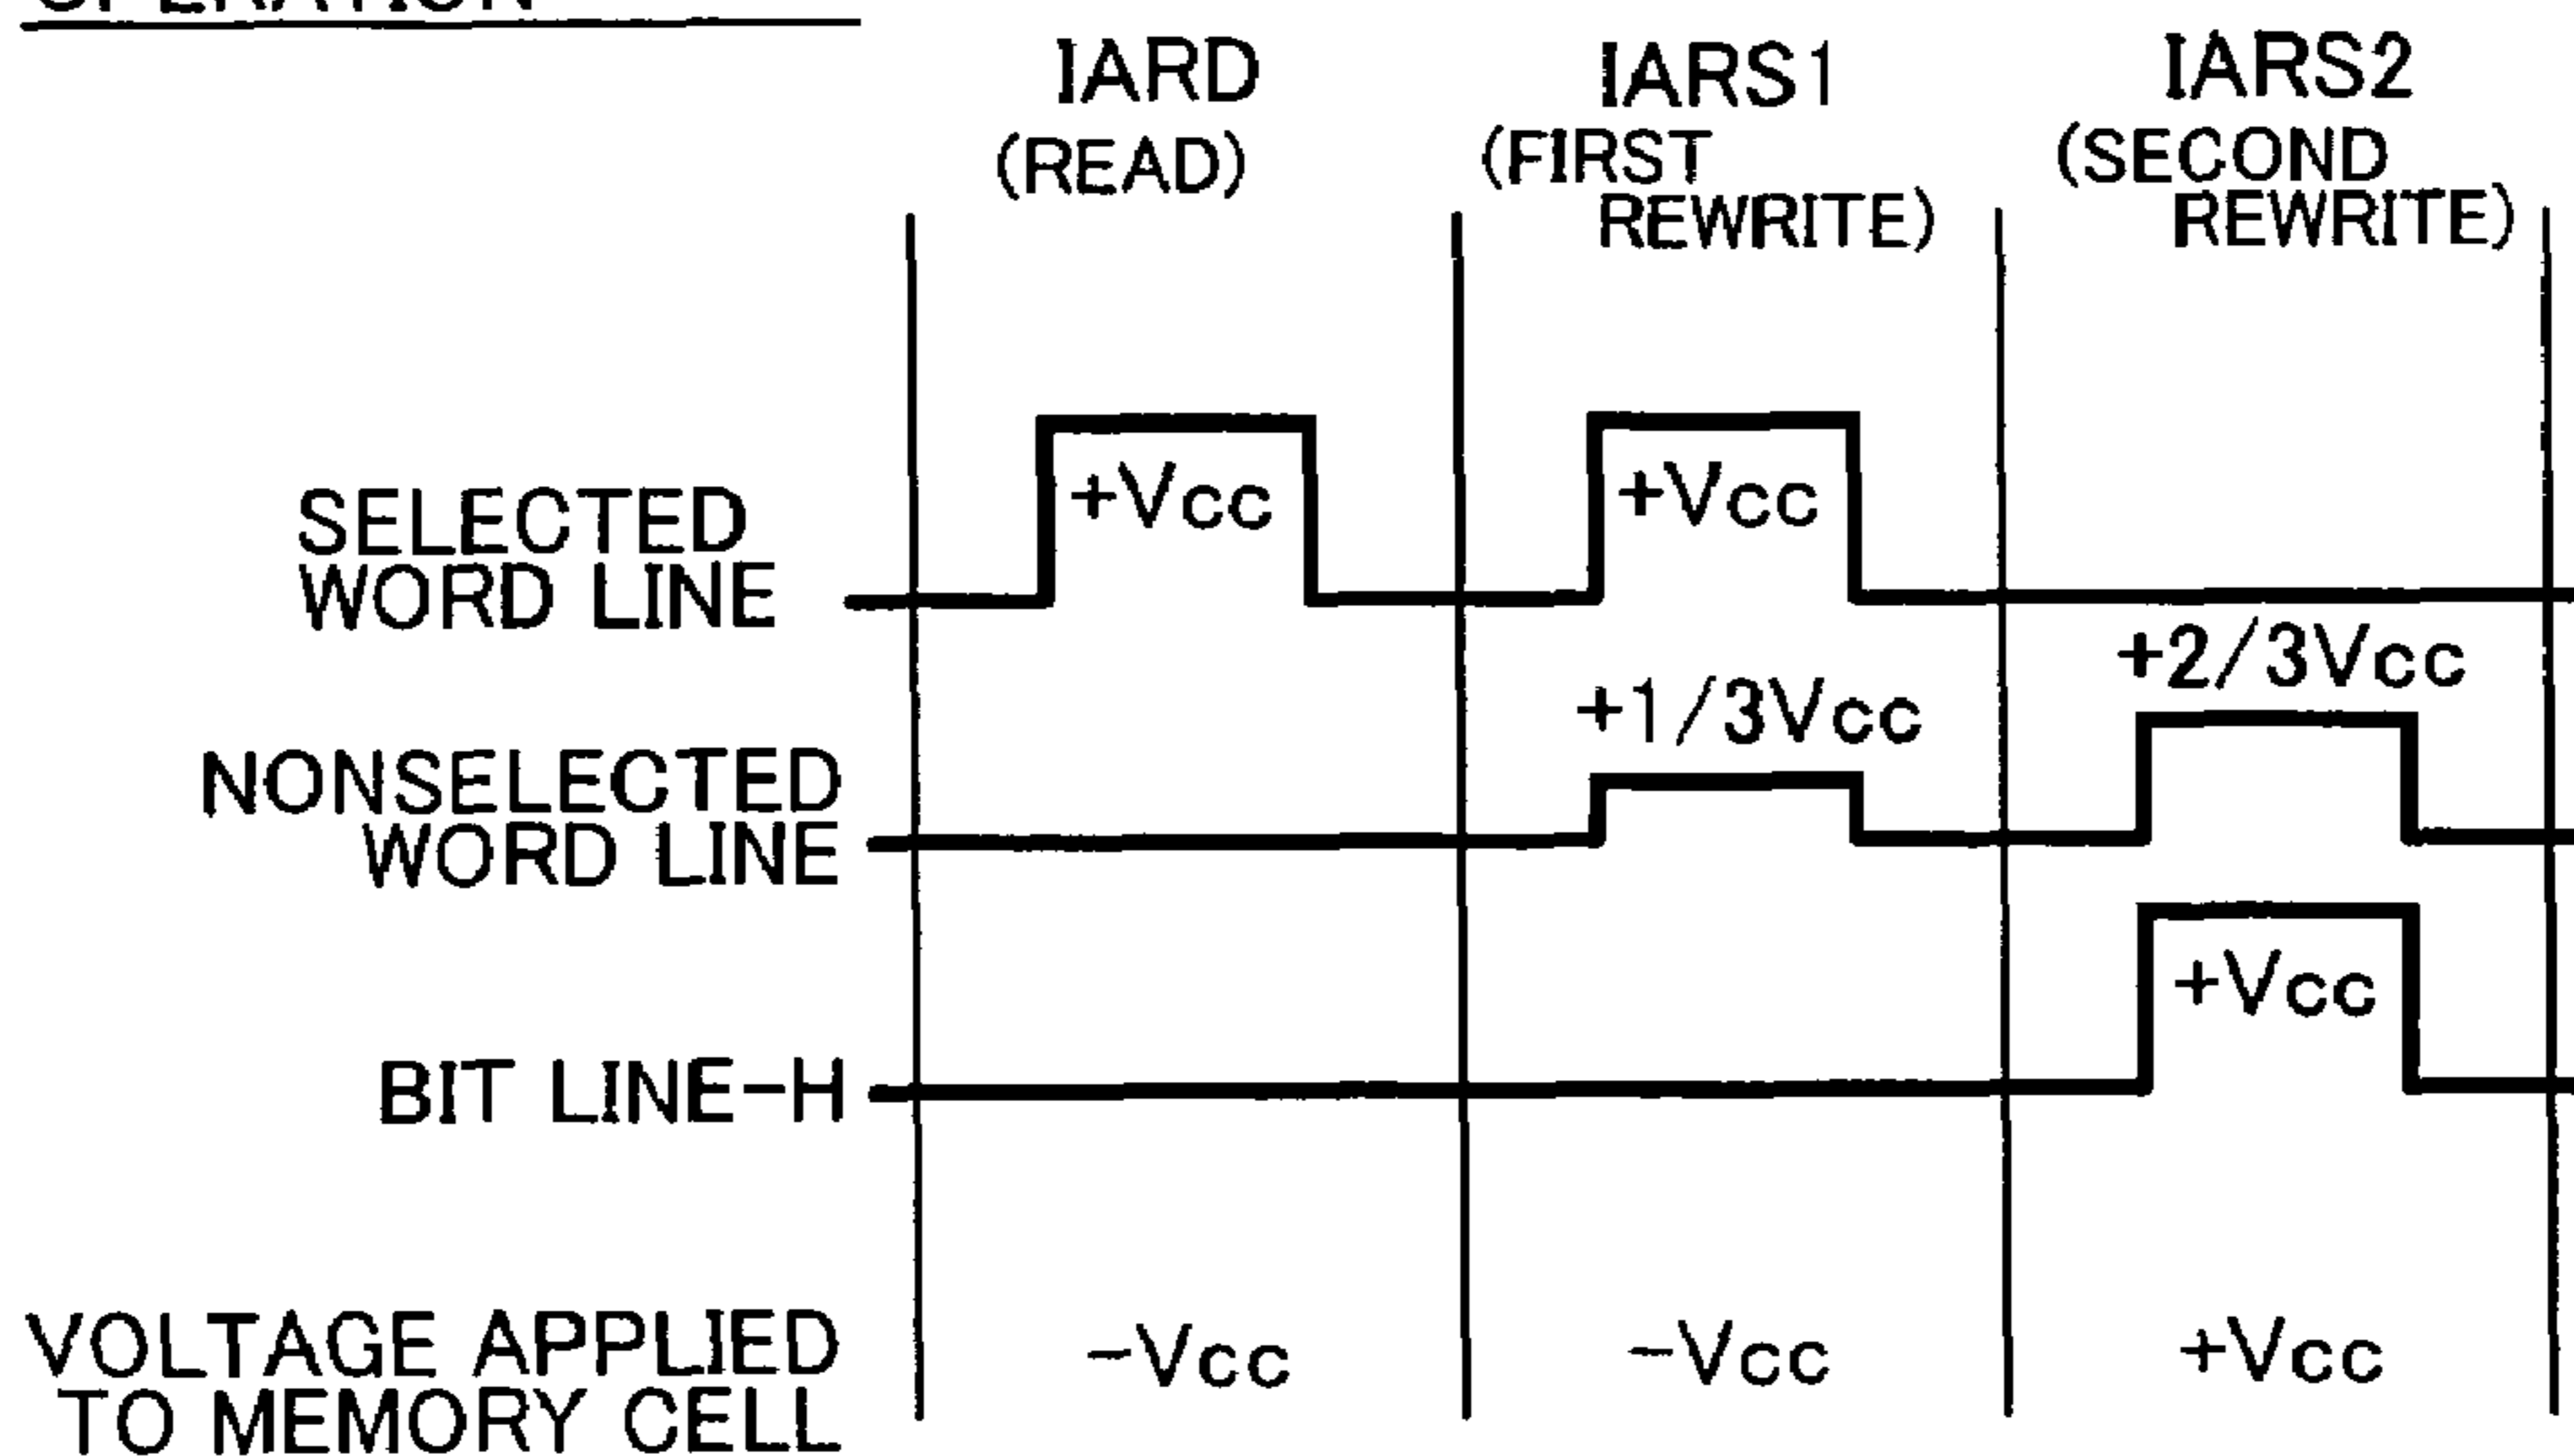 OPERATION
IARD
(READ)
IARS1
(FIRST
REWRITE)
IARS2
(SECOND
REWRITE)
SELECTED
WORD LINE
+Vcc
+Vcc
NONSELECTED
WORD LINE
+1/3Vcc
+2/3Vcc
BIT LINE-H
+Vcc
VOLTAGE APPLIED
TO MEMORY CELL
-Vcc
-Vcc
+Vcc